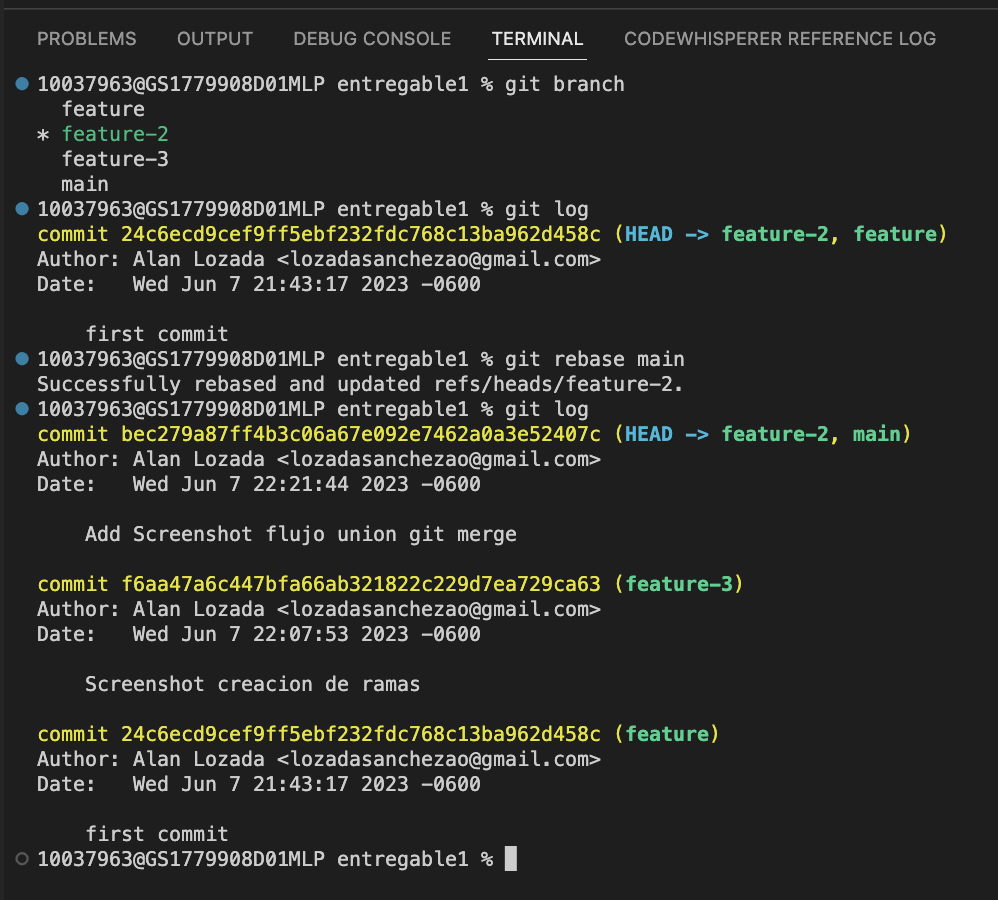 PROBLEMS OUTPUT DEBUG CONSOLE TERMINAL CODEWHISPERER REFERENCE LOG
10037963@GS1779908D01MLP entregable1 % git branch
feature
* feature-2
feature-3
main
10037963@GS1779908D01MLP entregable1 % git log
commit 24c6ecd9cef9ff5ebf232fdc768c13ba962d458c (HEAD -> feature-2, feature)
Author: Alan Lozada <lozadasanchezao@gmail.com>
Date:   Wed Jun 7 21:43:17 2023 -0600
first commit
10037963@GS1779908D01MLP entregable1 % git rebase main
Successfully rebased and updated refs/heads/feature-2.
10037963@GS1779908D01MLP entregable1 % git log
commit bec279a87ff4b3c06a67e092e7462a0a3e52407c (HEAD -> feature-2, main)
Author: Alan Lozada <lozadasanchezao@gmail.com>
Date:   Wed Jun 7 22:21:44 2023 -0600
Add Screenshot flujo union git merge
commit f6aa47a6c447bfa66ab321822c229d7ea729ca63 (feature-3)
Author: Alan Lozada <lozadasanchezao@gmail.com>
Date:   Wed Jun 7 22:07:53 2023 -0600
Screenshot creacion de ramas
commit 24c6ecd9cef9ff5ebf232fdc768c13ba962d458c (feature)
Author: Alan Lozada <lozadasanchezao@gmail.com>
Date:   Wed Jun 7 21:43:17 2023 -0600
first commit
10037963@GS1779908D01MLP entregable1 %